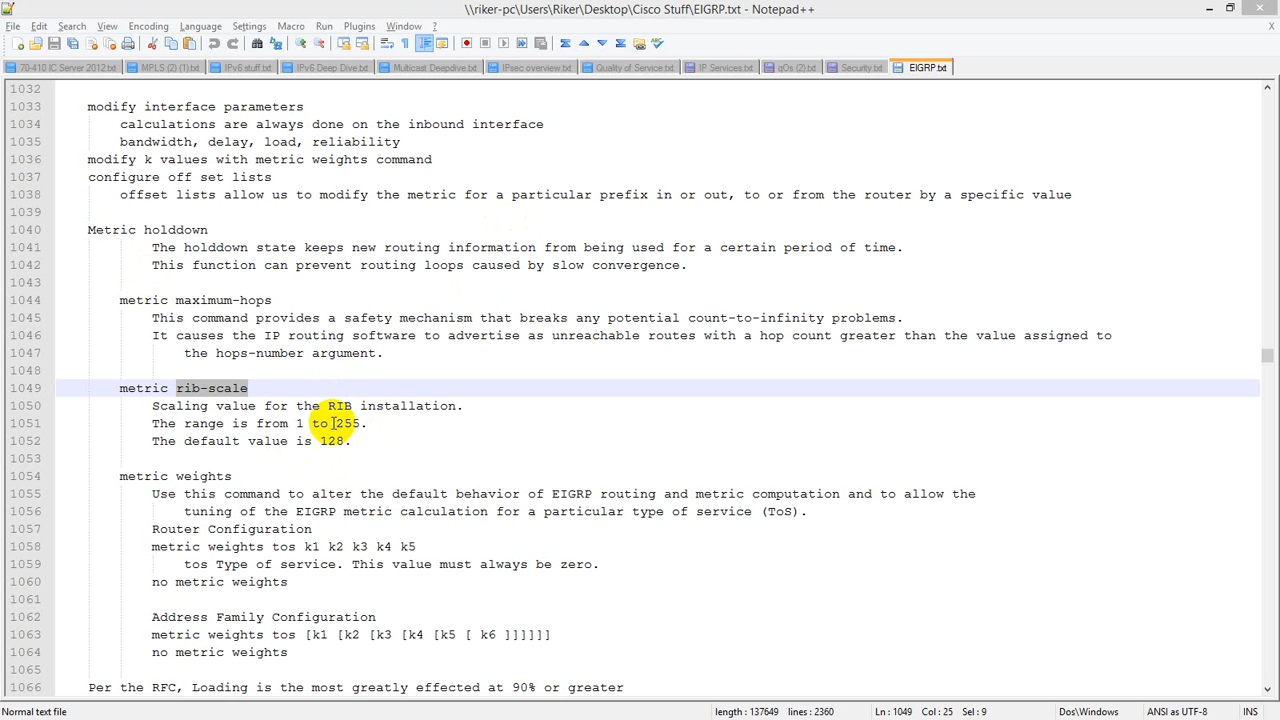 \\riker-pc\Users\Riker\Desktop\Cisco Stuff\EIGRP.txt - Notepad++
File Edit Search View Encoding Language Settings Macro Run Plugins Window ?
70-410 IC Server 2012.txt MPLS (2) (1).txt IPv6 stuff.txt IPv6 Deep Dive.txt Multicast Deepdive.txt IPsec overview.txt Quality of Service.txt IP Services.txt qOs (2).txt Security.txt EIGRP.txt
1032
1033 modify interface parameters
1034 calculations are always done on the inbound interface
1035 bandwidth, delay, load, reliability
1036 modify k values with metric weights command
1037 configure off set lists
1038 offset lists allow us to modify the metric for a particular prefix in or out, to or from the router by a specific value
1039
1040 Metric holddown
1041 The holddown state keeps new routing information from being used for a certain period of time.
1042 This function can prevent routing loops caused by slow convergence.
1043
1044 metric maximum-hops
1045 This command provides a safety mechanism that breaks any potential count-to-infinity problems.
1046 It causes the IP routing software to advertise as unreachable routes with a hop count greater than the value assigned to
1047 the hops-number argument.
1048
1049 metric rib-scale
1050 Scaling value for the RIB installation.
1051 The range is from 1 to 255.
1052 The default value is 128.
1053
1054 metric weights
1055 Use this command to alter the default behavior of EIGRP routing and metric computation and to allow the
1056 tuning of the EIGRP metric calculation for a particular type of service (ToS).
1057 Router Configuration
1058 metric weights tos k1 k2 k3 k4 k5
1059 tos Type of service. This value must always be zero.
1060 no metric weights
1061
1062 Address Family Configuration
1063 metric weights tos [k1 [k2 [k3 [k4 [k5 [ k6 ]]]]]]
1064 no metric weights
1065
1066 Per the RFC, Loading is the most greatly effected at 90% or greater
Normal text file length : 137649 lines : 2360 Ln : 1049 Col : 25 Sel : 9 Dos\Windows ANSI as UTF-8 INS